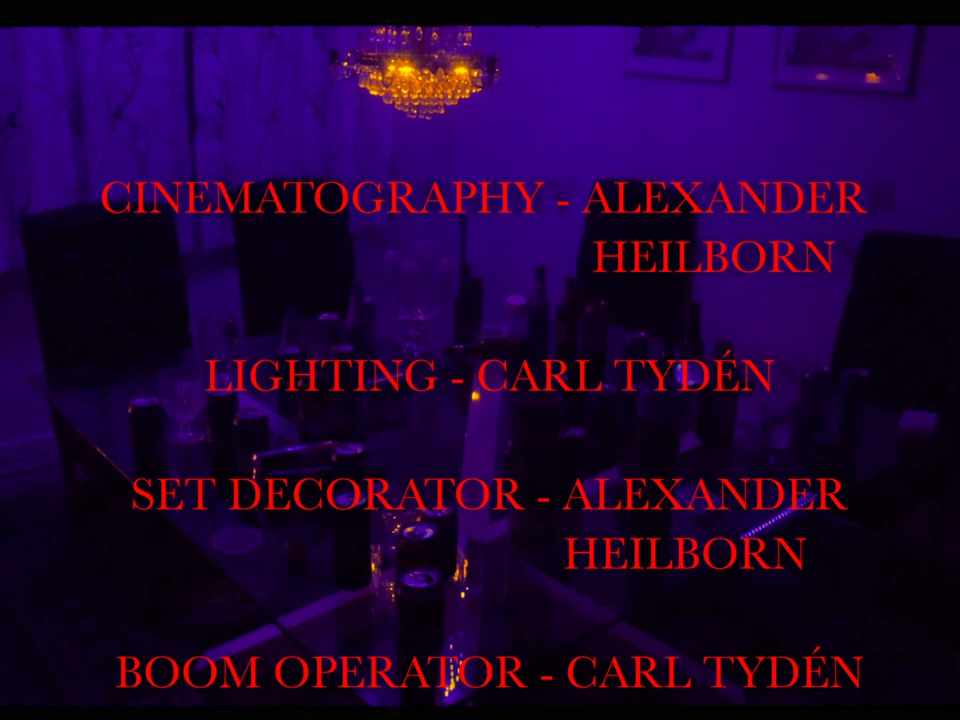 CINEMATOGRAPHY - ALEXANDER
HEILBORN
LIGHTING - CARL TYDÉN
SET DECORATOR - ALEXANDER
HEILBORN
BOOM OPERATOR - CARL TYDÉN